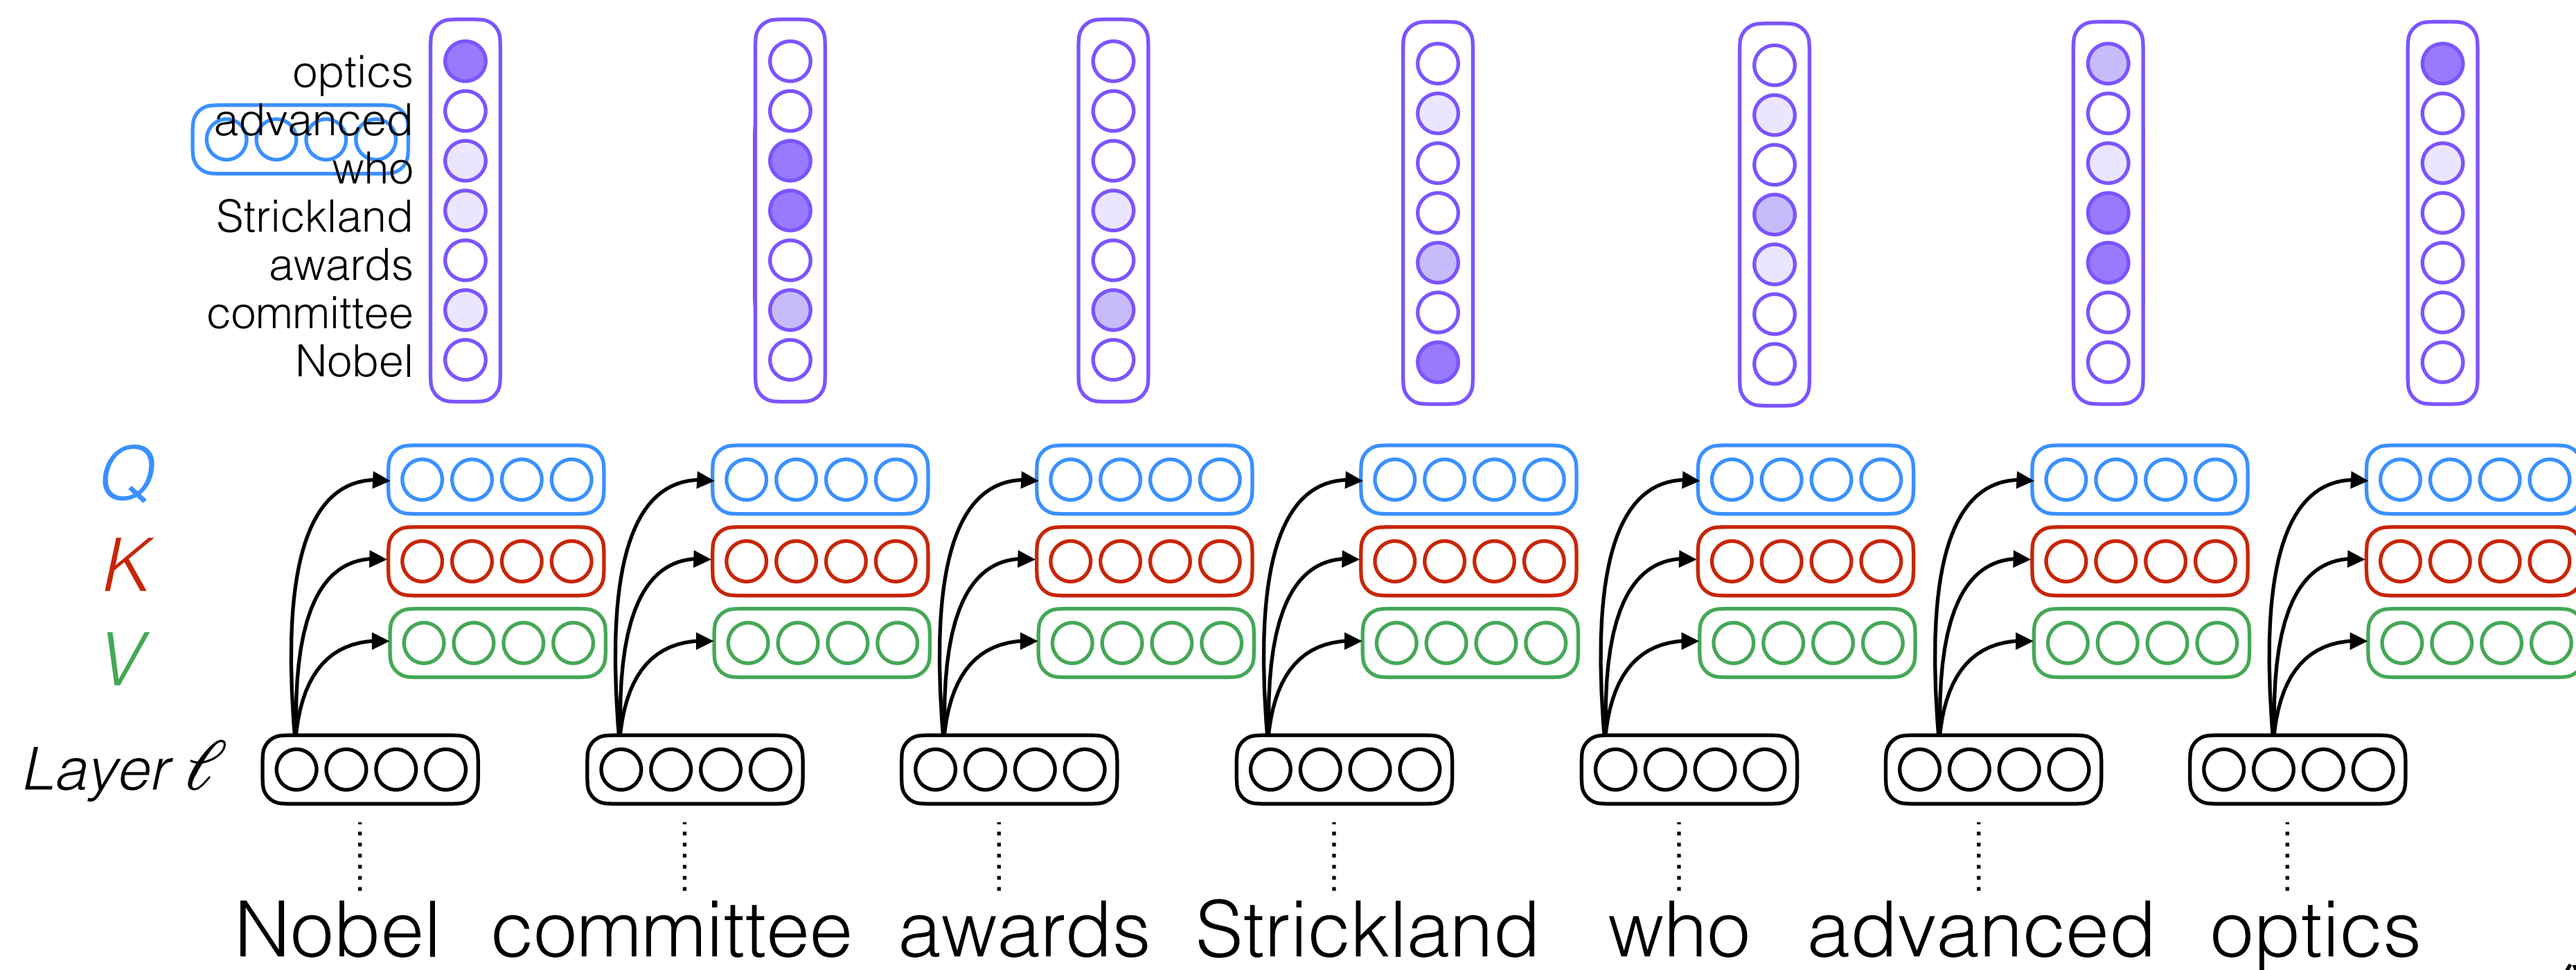 optics
advanced
who
Strickland
awards
committee
Nobel
Q
K
V
Layer ℓ
Nobel committee awards Strickland who advanced optics